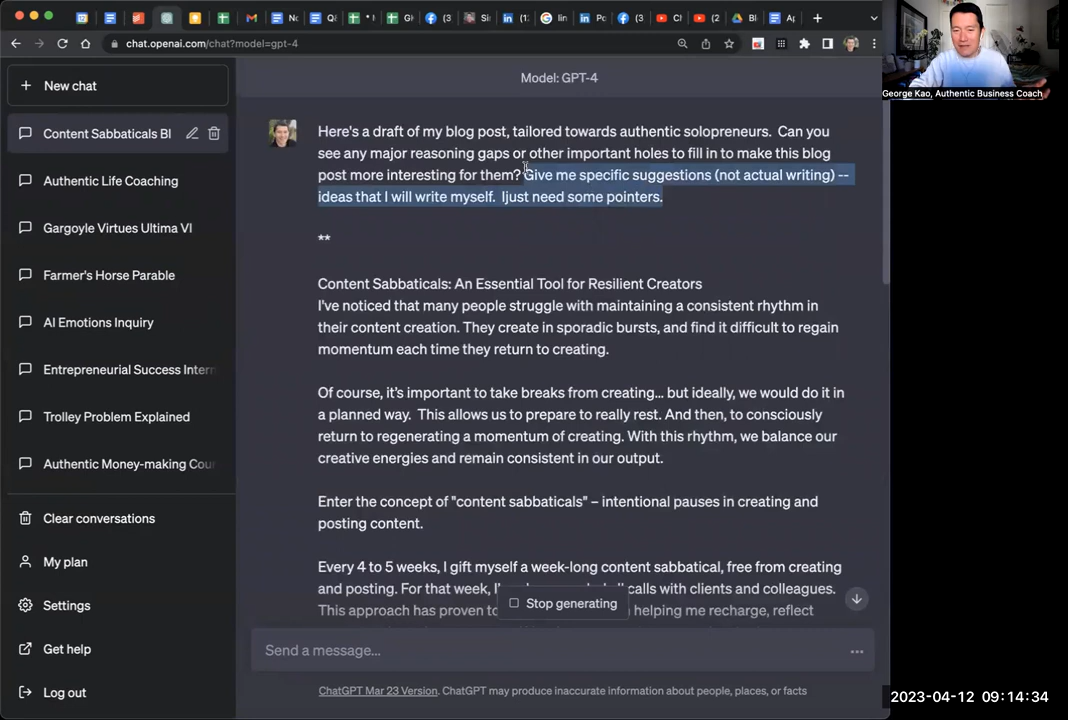 chat.openai.com/chat?model=gpt-4
George Kao, Authentic Business Coach
New chat
Content Sabbaticals Bl
Authentic Life Coaching
Gargoyle Virtues Ultima VI
Farmer's Horse Parable
AI Emotions Inquiry
Entrepreneurial Success Intern
Trolley Problem Explained
Authentic Money-making Cou
Clear conversations
My plan
Settings
Get help
Log out
Model: GPT-4
Here's a draft of my blog post, tailored towards authentic solopreneurs. Can you
see any major reasoning gaps or other important holes to fill in to make this blog
post more interesting for them? Give me specific suggestions (not actual writing) --
ideas that I will write myself. Ijust need some pointers.
**
Content Sabbaticals: An Essential Tool for Resilient Creators
I've noticed that many people struggle with maintaining a consistent rhythm in
their content creation. They create in sporadic bursts, and find it difficult to regain
momentum each time they return to creating.
Of course, it's important to take breaks from creating... but ideally, we would do it in
a planned way. This allows us to prepare to really rest. And then, to consciously
return to regenerating a momentum of creating. With this rhythm, we balance our
creative energies and remain consistent in our output.
Enter the concept of "content sabbaticals" – intentional pauses in creating and
posting content.
Every 4 to 5 weeks, I gift myself a week-long content sabbatical, free from creating
and posting. For that week, calls with clients and colleagues.
This approach has proven to helping me recharge, reflect
Stop generating
Send a message...
ChatGPT Mar 23 Version. ChatGPT may produce inaccurate information about people, places, or facts
2023-04-12 09:14:34